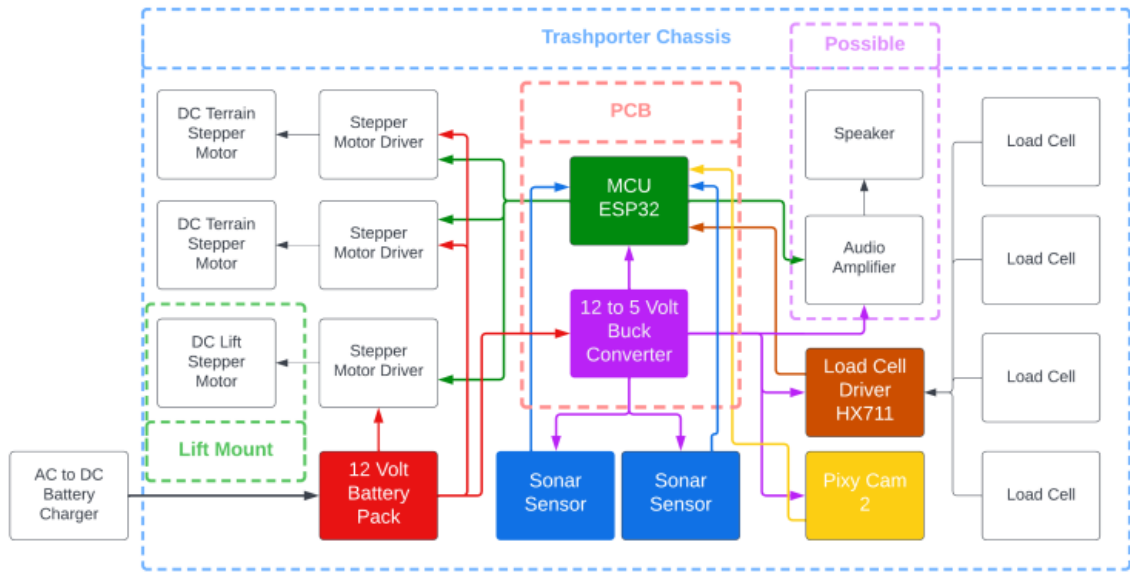 Trashporter Chassis
Possible
PCB
DC Terrain
Stepper
Motor
Stepper
Motor Driver
MCU
ESP32
Speaker
Load Cell
DC Terrain
Stepper
Motor
Stepper
Motor Driver
Audio
Amplifier
Load Cell
12 to 5 Volt
Buck
Converter
DC Lift
Stepper
Motor
Stepper
Motor Driver
Load Cell
Driver
HX711
Load Cell
Lift Mount
AC to DC
Battery
Charger
12 Volt
Battery
Pack
Sonar
Sensor
Sonar
Sensor
Pixy Cam
2
Load Cell